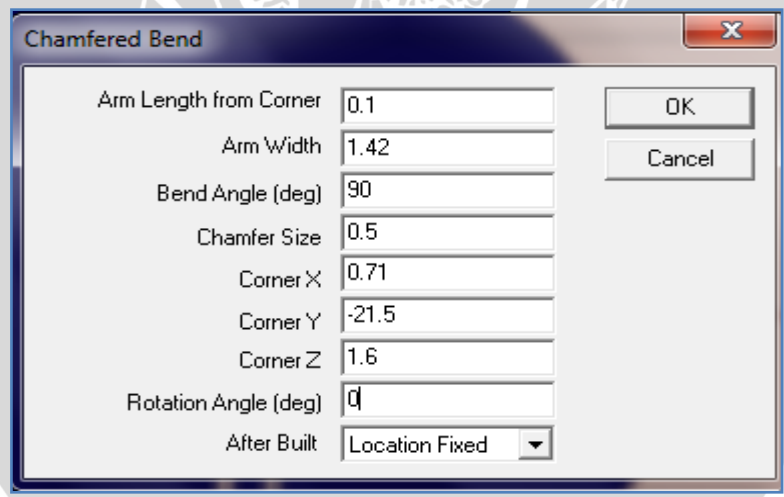 Chamfered Bend
Arm Length from Corner 0.1 OK
Arm Width 1.42 Cancel
Bend Angle (deg) 90
Chamfer Size 0.5
Corner X 0.71
Corner Y -21.5
Corner Z 1.6
Rotation Angle (deg) 0
After Built Location Fixed